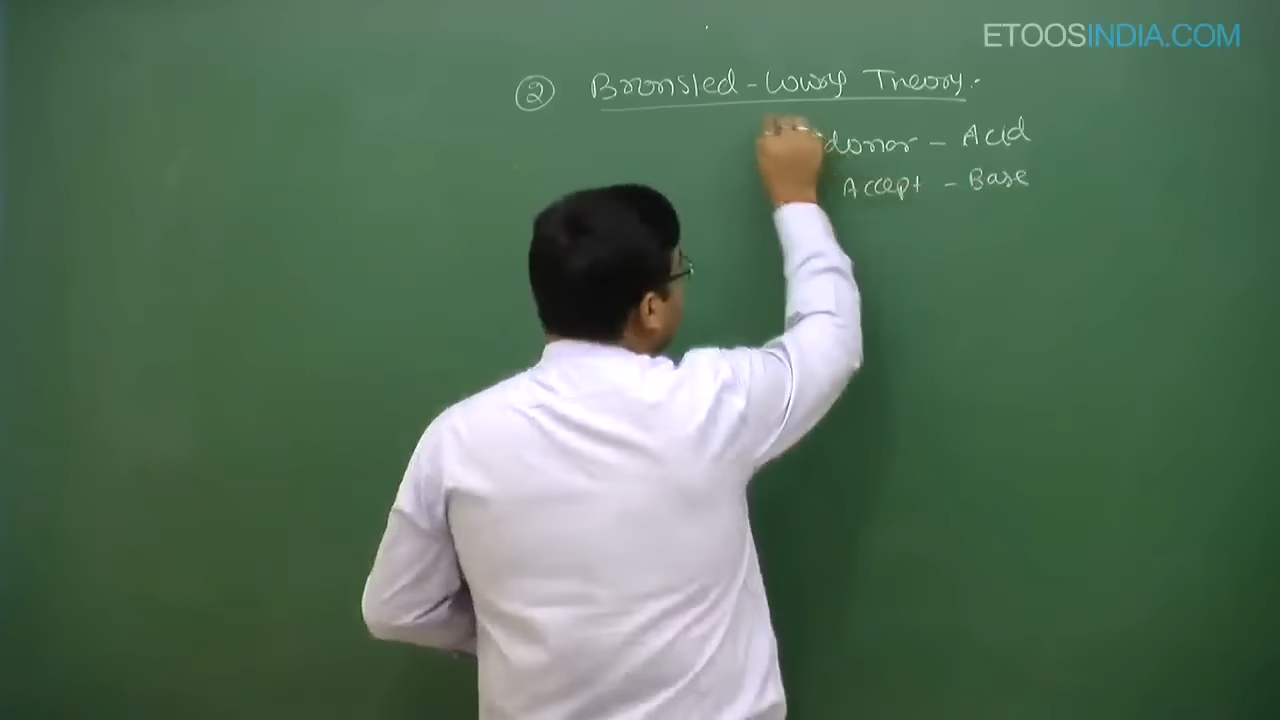 ETOOSINDIA.COM
② Bronsted-Lowry Theory:-
donor - Acid
Accept - Base